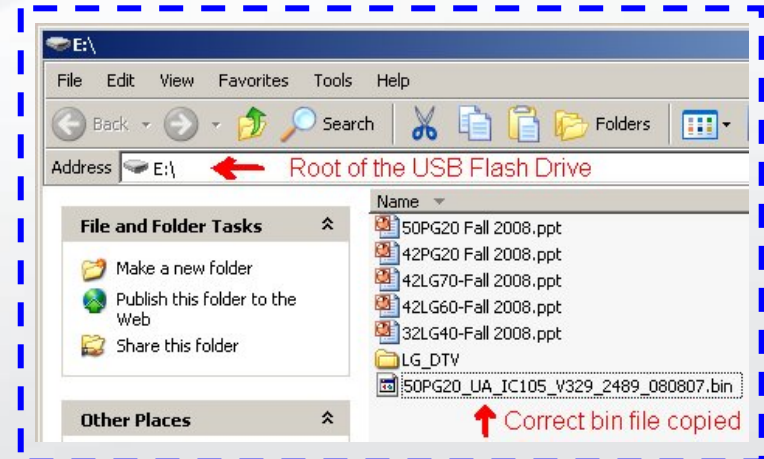 E:\
File Edit View Favorites Tools Help
Back Search Folders
Address E:\ Root of the USB Flash Drive
Name
File and Folder Tasks
Make a new folder
Publish this folder to the
Web
Share this folder
Other Places
50PG20 Fall 2008.ppt
42PG20 Fall 2008.ppt
42LG70-Fall 2008.ppt
42LG60-Fall 2008.ppt
32LG40-Fall 2008.ppt
LG_DTV
50PG20_UA_IC105_V329_2489_080807.bin
Correct bin file copied